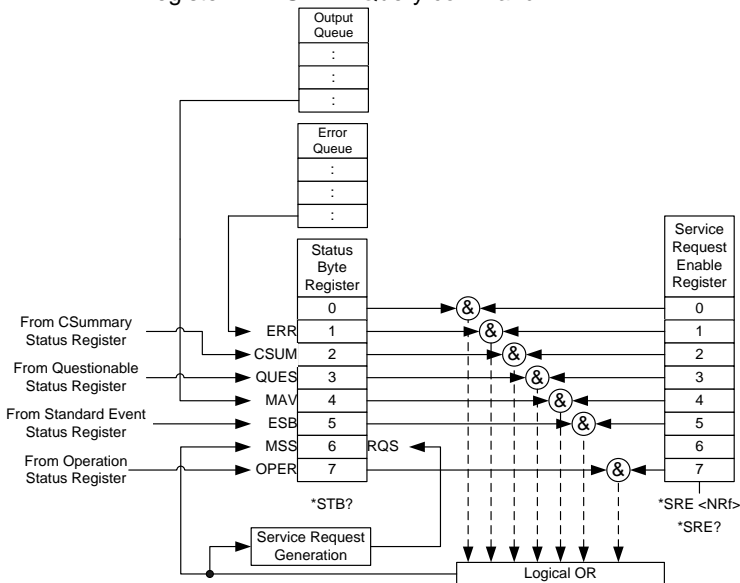 Output
Queue
:
:
:
Error
Queue
:
:
:
Status
Byte
Register
Service
Request
Enable
Register
0 & 0
From CSummary
Status Register
ERR 1 & 1
CSUM 2 & 2
From Questionable
Status Register
QUES 3 & 3
MAV 4 & 4
From Standard Event
Status Register
ESB 5 & 5
MSS 6 RQS 6
From Operation
Status Register
OPER 7 & 7
*STB?
*SRE <NRf>
*SRE?
Service Request
Generation
Logical OR